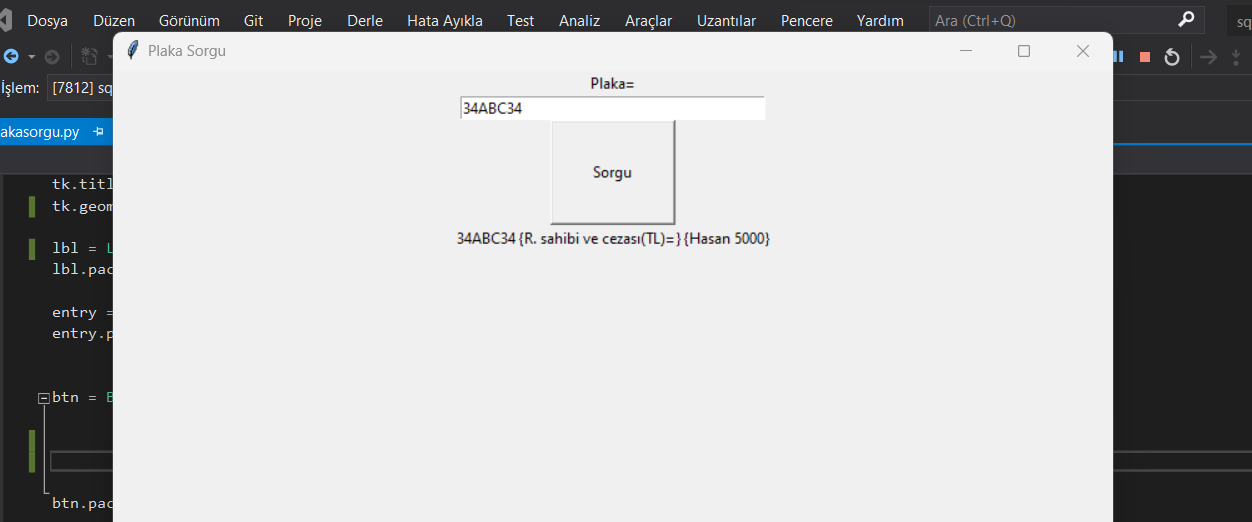 Dosya Düzen Görünüm Git Proje Derle Hata Ayıkla Test Analiz Araçlar Uzantılar Pencere Yardım Ara (Ctrl+Q) sq
Plaka Sorgu
İşlem: [7812] sq
Plaka=
34ABC34
akasorgu.py
Sorgu
tk.titl
tk.geom
34ABC34 {R. sahibi ve cezası(TL)= } {Hasan 5000}
lbl = L
lbl.pac
entry =
entry.p
btn = B
btn.pac